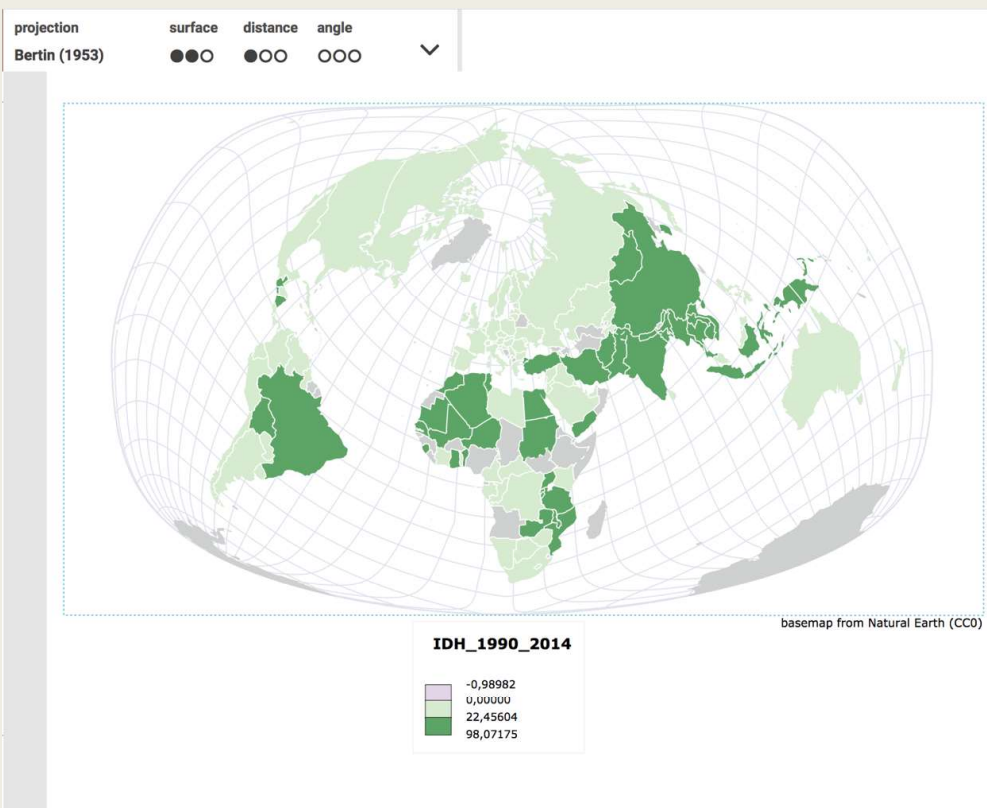 projection surface distance angle
Bertin (1953)
basemap from Natural Earth (CC0)
IDH_1990_2014
-0,98982
0,00000
22,45604
98,07175